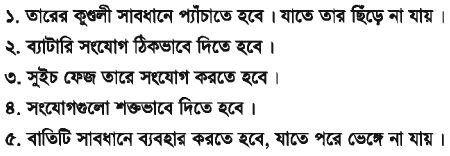 ১. তারের কুণ্ডলী সাবধানে প্যাঁচাতে হবে । যাতে তার ছিঁড়ে না যায় ।
২. ব্যাটারি সংযোগ ঠিকভাবে দিতে হবে ।
৩. সুইচ ফেজ তারে সংযোগ করতে হবে ।
৪. সংযোগগুলো শক্তভাবে দিতে হবে ।
৫. বাতিটি সাবধানে ব্যবহার করতে হবে, যাতে পরে ভেঙ্গে না যায় ।